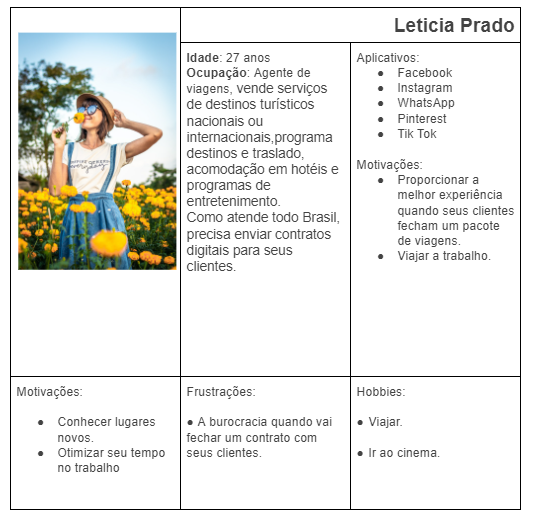 Leticia Prado
Idade: 27 anos
Ocupação: Agente de
viagens, vende serviços
de destinos turísticos
nacionais ou
internacionais,programa
destinos e traslado,
acomodação em hotéis e
programas de
entretenimento.
Como atende todo Brasil,
precisa enviar contratos
digitais para seus
clientes.
Aplicativos:
● Facebook
● Instagram
● WhatsApp
● Pinterest
● Tik Tok
Motivações:
● Proporcionar a
melhor experiência
quando seus clientes
fecham um pacote
de viagens.
● Viajar a trabalho.
Motivações:
● Conhecer lugares
novos.
● Otimizar seu tempo
no trabalho
Frustrações:
● A burocracia quando vai
fechar um contrato com
seus clientes.
Hobbies:
● Viajar.
● Ir ao cinema.